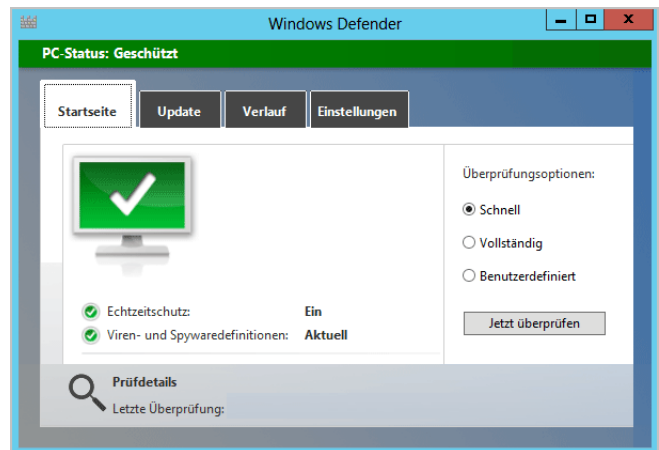 Windows Defender
PC-Status: Geschützt
Startseite Update Verlauf Einstellungen
Überprüfungsoptionen:
Schnell
Vollständig
Benutzerdefiniert
Jetzt überprüfen
Echtzeitschutz: Ein
Viren- und Spywaredefinitionen: Aktuell
Prüfdetails
Letzte Überprüfung: